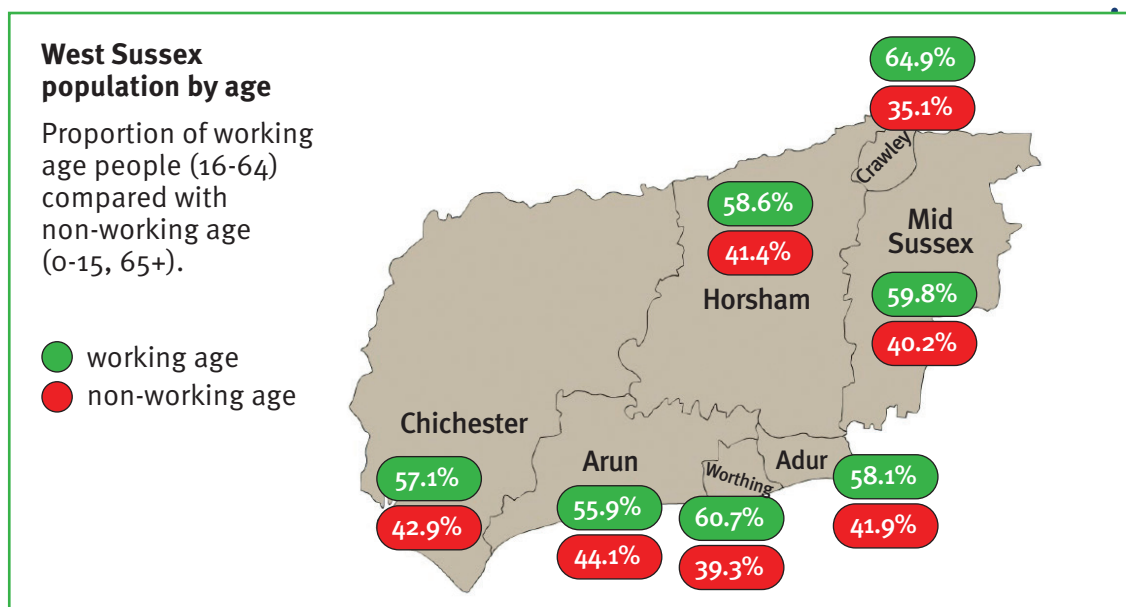 West Sussex
population by age
Proportion of working
age people (16-64)
compared with
non-working age
(0-15, 65+).
working age
non-working age
64.9%
35.1%
Crawley
58.6%
41.4%
Horsham
Mid
Sussex
59.8%
40.2%
Chichester
57.1%
42.9%
Arun
55.9%
44.1%
Worthing
60.7%
39.3%
Adur
58.1%
41.9%